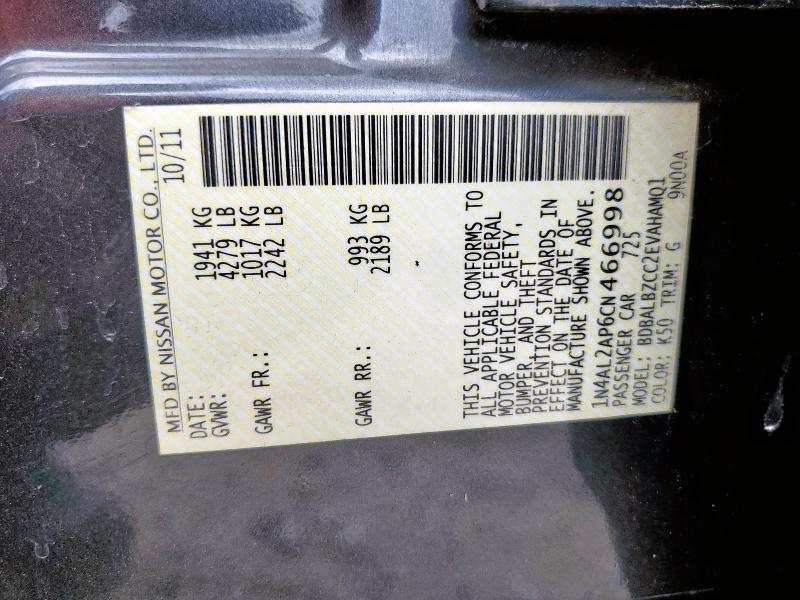 MFD BY NISSAN MOTOR CO., LTD.
DATE: 10/11
GVWR: 1941 KG
4279 LB
GAWR FR.: 1017 KG
2242 LB
GAWR RR.: 993 KG
2189 LB
THIS VEHICLE CONFORMS TO
ALL APPLICABLE FEDERAL
MOTOR VEHICLE SAFETY,
BUMPER, AND THEFT
PREVENTION STANDARDS IN
EFFECT ON THE DATE OF
MANUFACTURE SHOWN ABOVE.
1N4AL2AP6CN466998
PASSENGER CAR 725
MODEL: BDBALBZCC2EVAHAMQ1
COLOR: K50 TRIM: G 9N00A